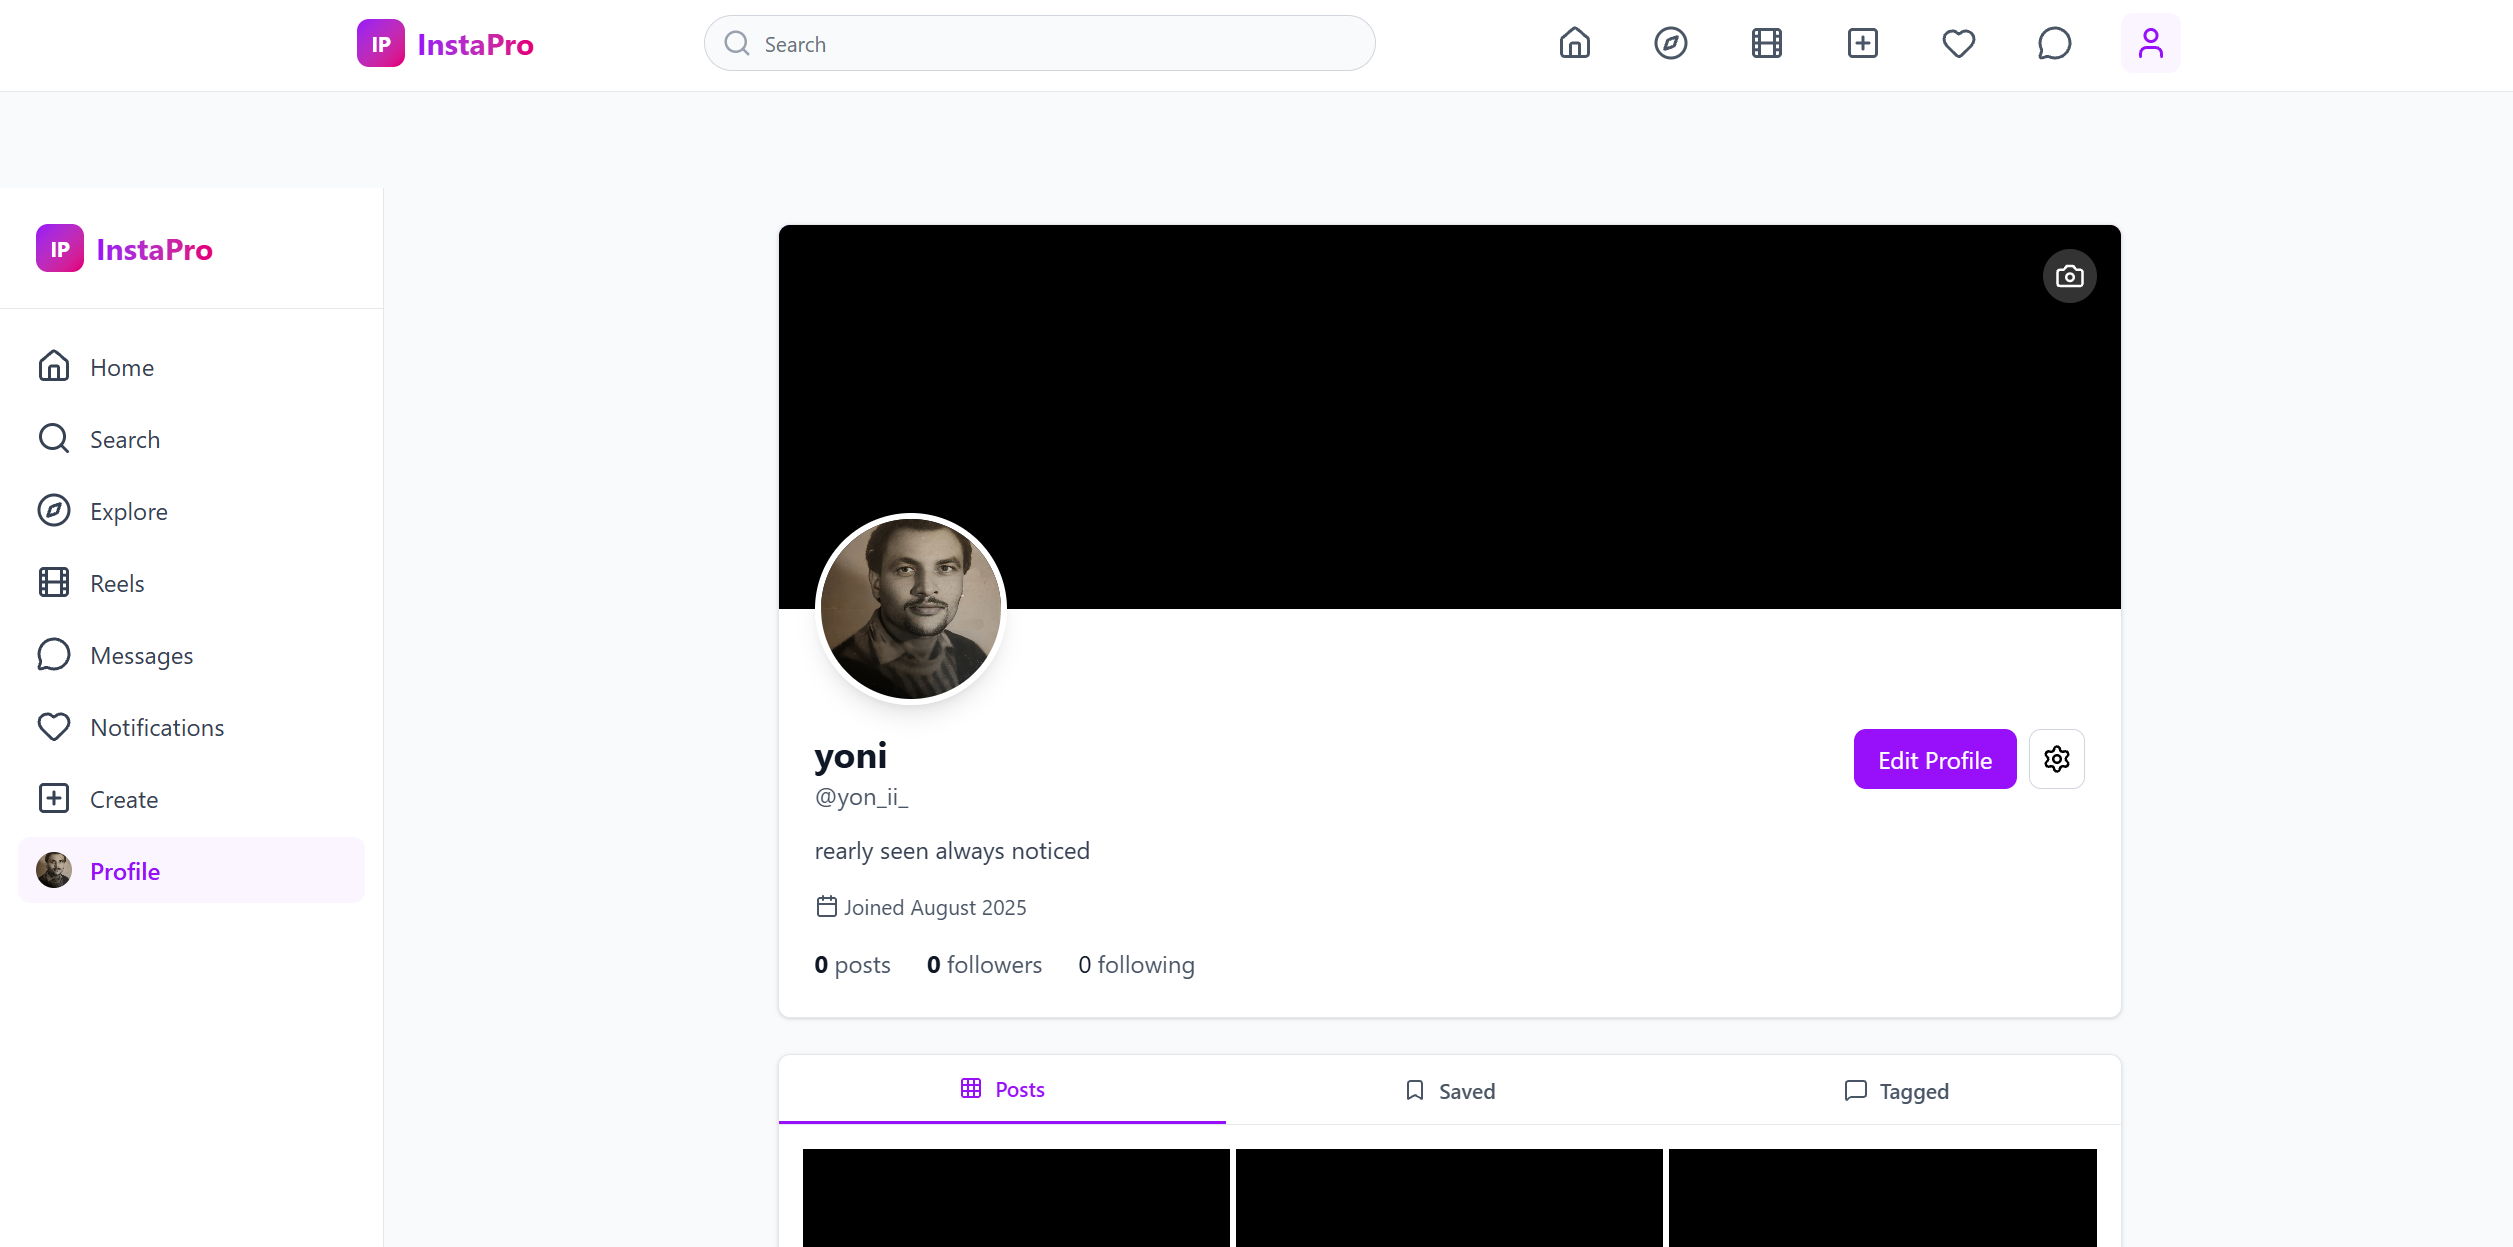 IP InstaPro
Search
IP InstaPro
Home
Search
Explore
Reels
Messages
Notifications
Create
Profile
yoni
Edit Profile
@yon_ii_
rearly seen always noticed
Joined August 2025
0 posts 0 followers 0 following
Posts Saved Tagged